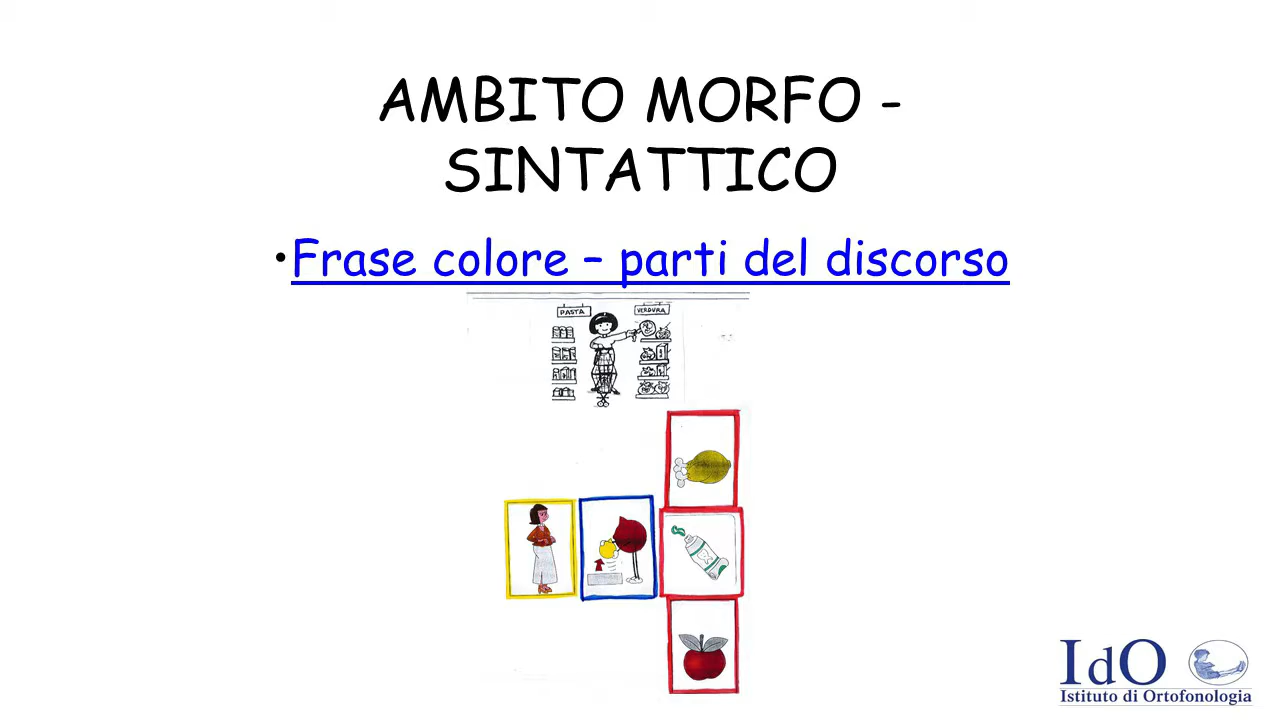 AMBITO MORFO -
SINTATTICO
•Frase colore – parti del discorso
PASTA
VERDURA
IdO
Istituto di Ortofonologia